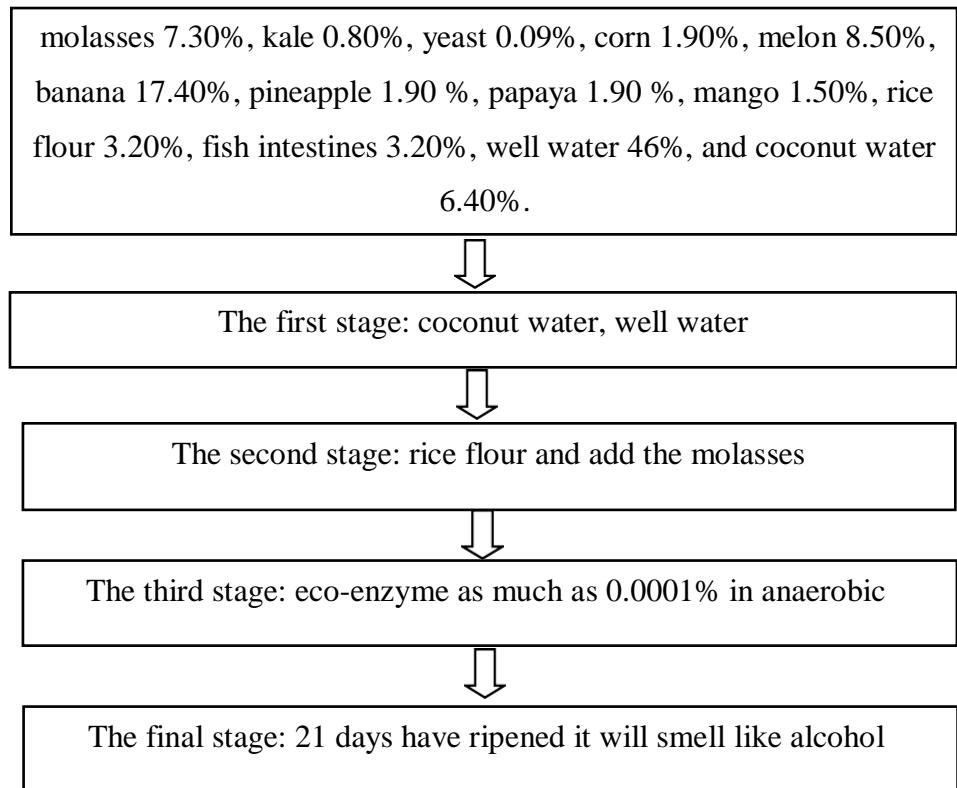 molasses 7.30%, kale 0.80%, yeast 0.09%, corn 1.90%, melon 8.50%,
banana 17.40%, pineapple 1.90 %, papaya 1.90 %, mango 1.50%, rice
flour 3.20%, fish intestines 3.20%, well water 46%, and coconut water
6.40%.
The first stage: coconut water, well water
The second stage: rice flour and add the molasses
The third stage: eco-enzyme as much as 0.0001% in anaerobic
The final stage: 21 days have ripened it will smell like alcohol